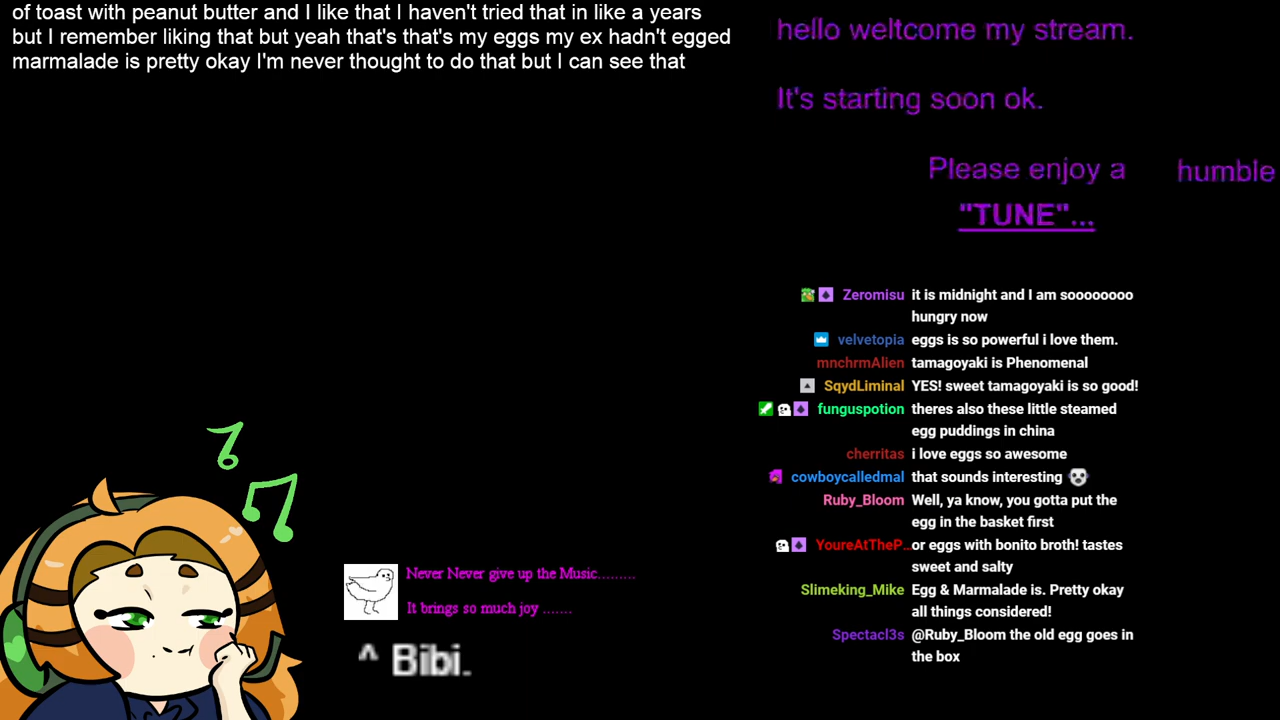 of toast with peanut butter and I like that I haven't tried that in like a years
but I remember liking that but yeah that's that's my eggs my ex hadn't egged
marmalade is pretty okay I'm never thought to do that but I can see that
hello weltcome my stream.
It's starting soon ok.
Please enjoy a humble
"TUNE"...
Zeromisu it is midnight and I am soooooooo
hungry now
velvetopia eggs is so powerful i love them.
mnchrmAlien tamagoyaki is Phenomenal
SqydLiminal YES! sweet tamagoyaki is so good!
funguspotion theres also these little steamed
egg puddings in china
cherritas i love eggs so awesome
cowboycalledmal that sounds interesting
Ruby_Bloom Well, ya know, you gotta put the
egg in the basket first
YoureAtTheP... or eggs with bonito broth! tastes
sweet and salty
Slimeking_Mike Egg & Marmalade is. Pretty okay
all things considered!
Spectacl3s @Ruby_Bloom the old egg goes in
the box
Never Never give up the Music.........
It brings so much joy .......
^ Bibi.